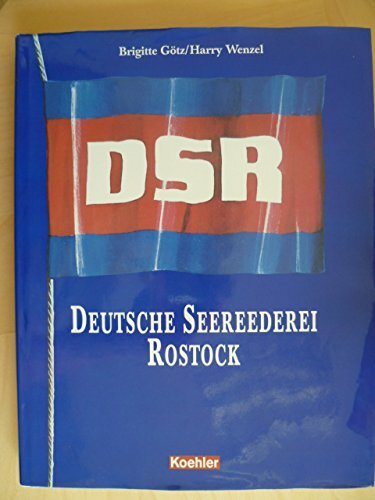 Brigitte Götz/Harry Wenzel
DSR
DEUTSCHE SEEREEDEREI
ROSTOCK
Koehler